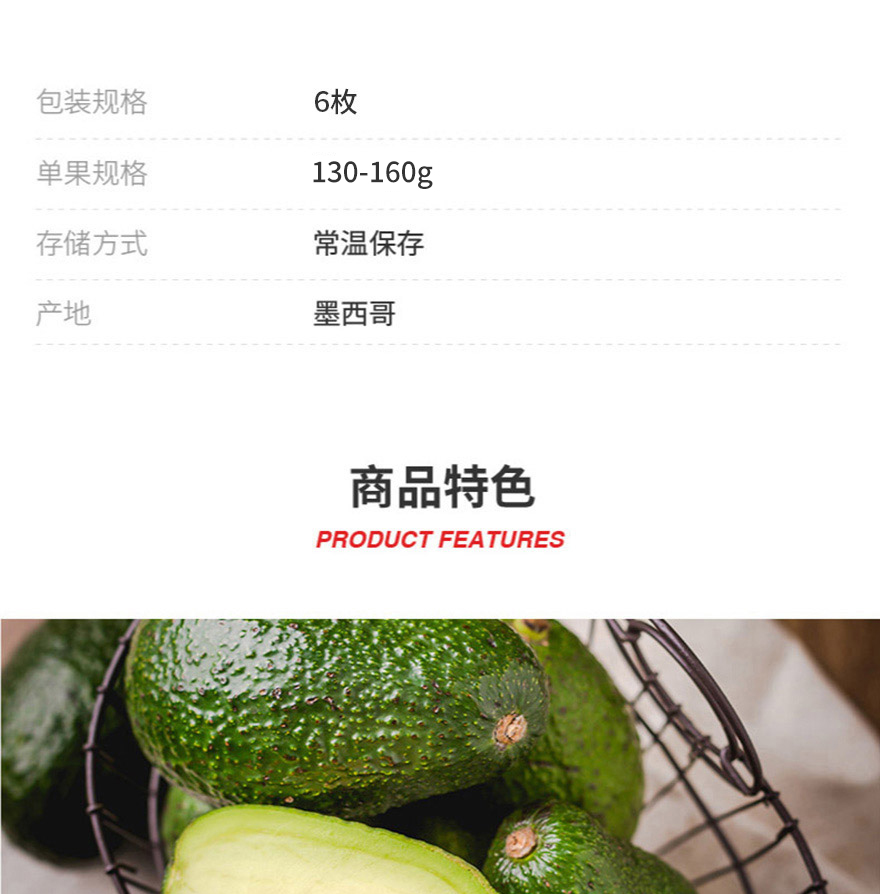 包装规格 6枚
单果规格 130-160g
存储方式 常温保存
产地 墨西哥
商品特色
PRODUCT FEATURES